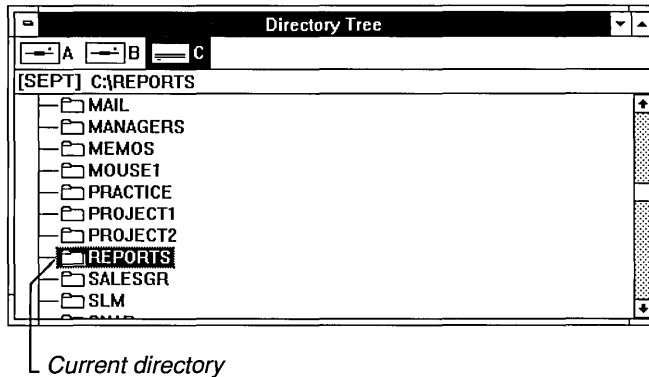 Directory Tree
A B C
[SEPT] C:\REPORTS
MAIL
MANAGERS
MEMOS
MOUSE1
PRACTICE
PROJECT1
PROJECT2
REPORTS
SALESGR
SLM
Current directory